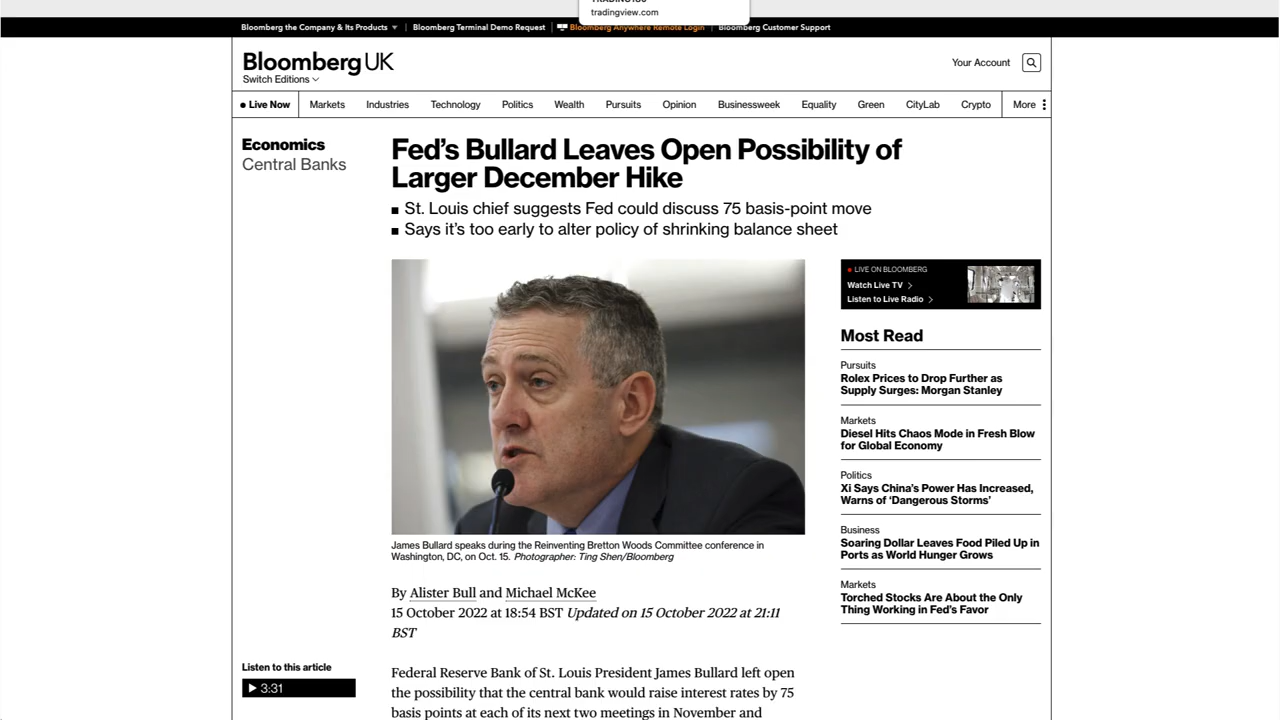 TRADING180
tradingview.com
Bloomberg the Company & Its Products
Bloomberg Terminal Demo Request
Bloomberg Anywhere Remote Login
Bloomberg Customer Support
Bloomberg UK
Switch Editions
Your Account
Live Now
Markets
Industries
Technology
Politics
Wealth
Pursuits
Opinion
Businessweek
Equality
Green
CityLab
Crypto
More
Economics
Central Banks
Fed’s Bullard Leaves Open Possibility of
Larger December Hike
St. Louis chief suggests Fed could discuss 75 basis-point move
Says it’s too early to alter policy of shrinking balance sheet
James Bullard speaks during the Reinventing Bretton Woods Committee conference in
Washington, DC, on Oct. 15. Photographer: Ting Shen/Bloomberg
By Alister Bull and Michael McKee
15 October 2022 at 18:54 BST Updated on 15 October 2022 at 21:11
BST
Listen to this article
3:31
Federal Reserve Bank of St. Louis President James Bullard left open
the possibility that the central bank would raise interest rates by 75
basis points at each of its next two meetings in November and
LIVE ON BLOOMBERG
Watch Live TV
Listen to Live Radio
Most Read
Pursuits
Rolex Prices to Drop Further as
Supply Surges: Morgan Stanley
Markets
Diesel Hits Chaos Mode in Fresh Blow
for Global Economy
Politics
Xi Says China’s Power Has Increased,
Warns of ‘Dangerous Storms’
Business
Soaring Dollar Leaves Food Piled Up in
Ports as World Hunger Grows
Markets
Torched Stocks Are About the Only
Thing Working in Fed’s Favor